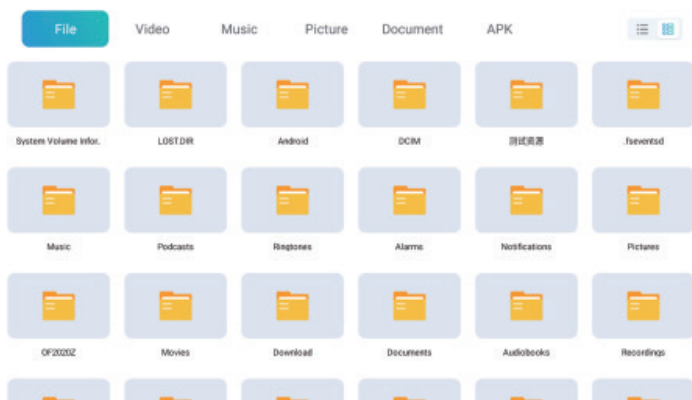 File
Video
Music
Picture
Document
APK
System Volume Infor.
LOST.DIR
Android
DCIM
测试资源
.fseventsd
Music
Podcasts
Ringtones
Alarms
Notifications
Pictures
OF2020Z
Movies
Download
Documents
Audiobooks
Recordings